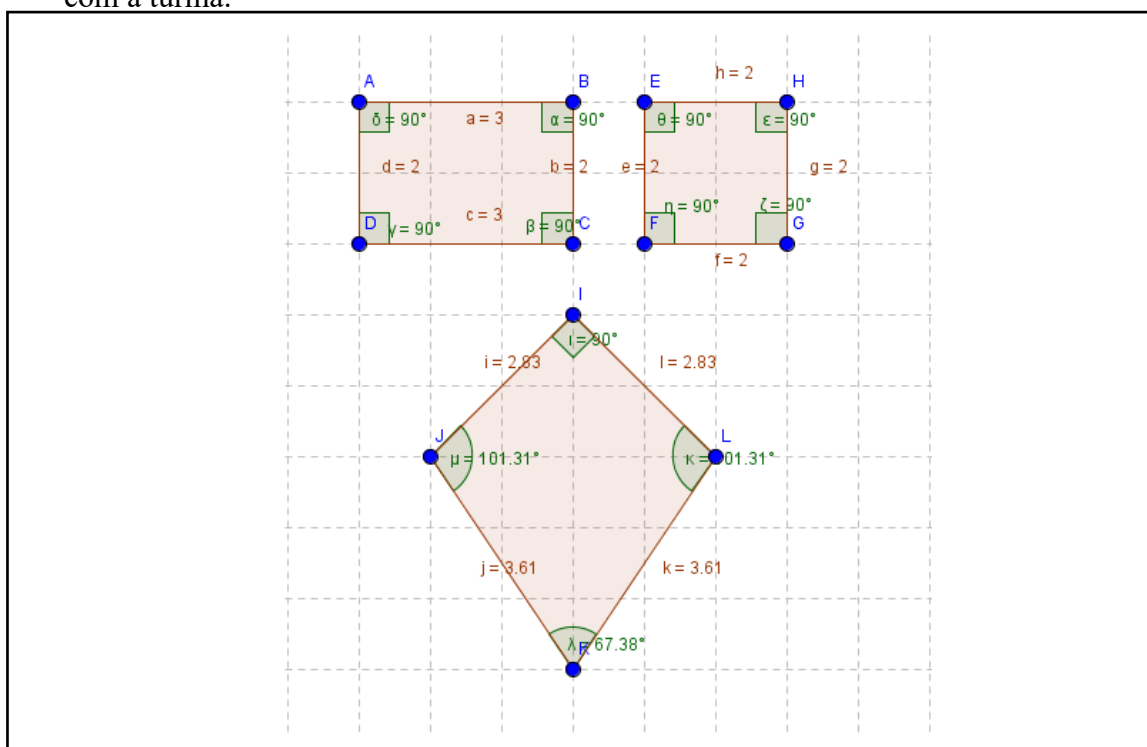 com a turma.
h = 2
A B E H
δ = 90° a = 3 α = 90° θ = 90° ε = 90°
d = 2 b = 2 e = 2 g = 2
c = 3 η = 90° ζ = 90°
D γ = 90° β = 90° C F G
f = 2
I
ι = 90°
i = 2.83 l = 2.83
J L
μ = 101.31° κ = 101.31°
j = 3.61 k = 3.61
λ = 67.38°
K